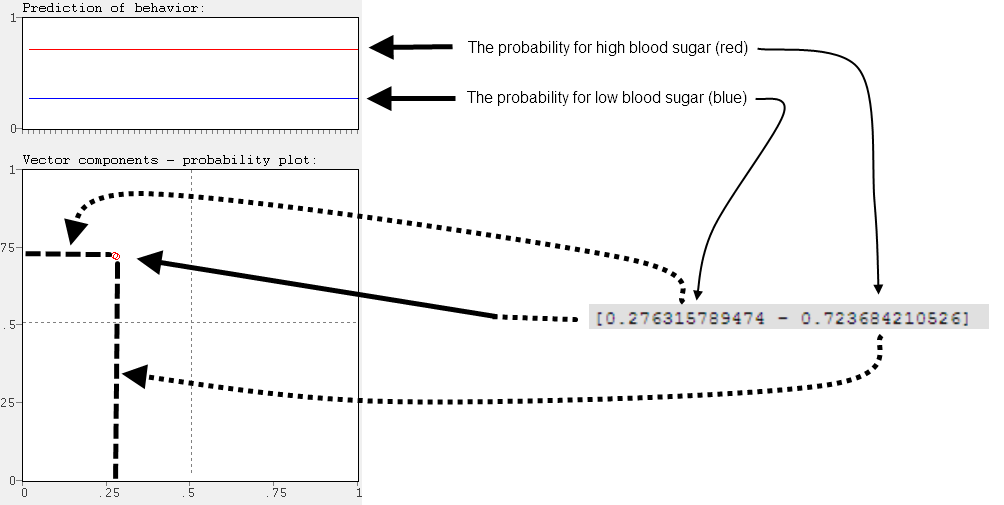 Prediction of behavior:
1
The probability for high blood sugar (red)
The probability for low blood sugar (blue)
0
Vector components - probability plot:
1
75
.5
[0.276315789474 - 0.723684210526]
25
0
0 .25 .5 .75 1